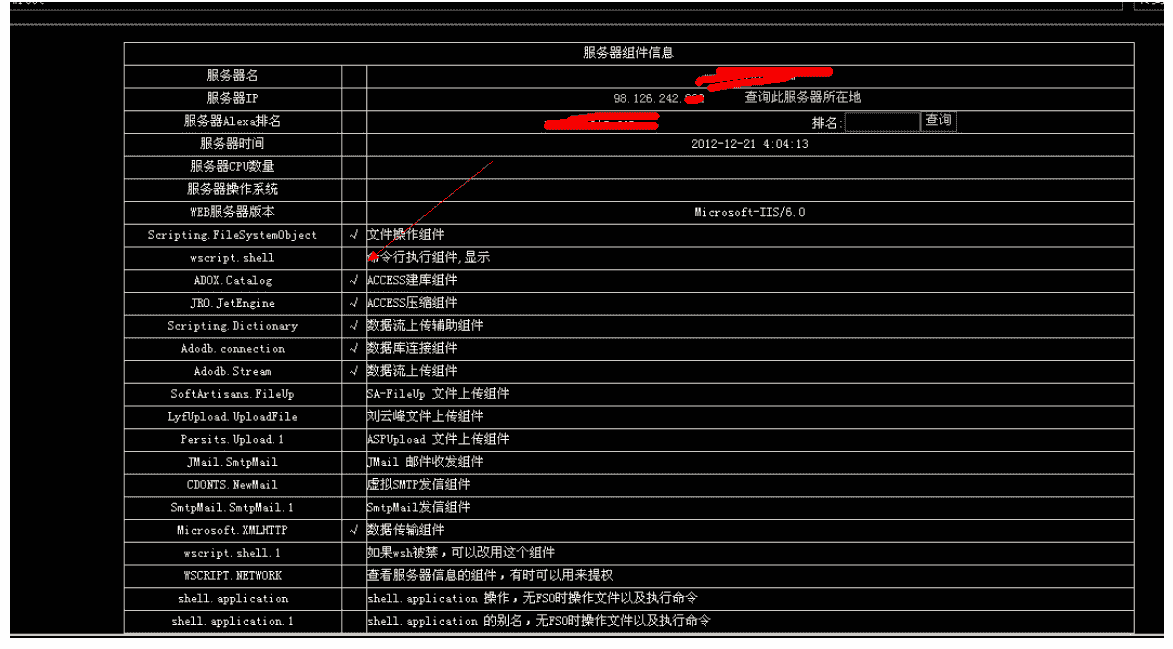 服务器组件信息
服务器名
服务器IP 98.126.242. 查询此服务器所在地
服务器Alexa排名 排名: 查询
服务器时间 2012-12-21 4:04:13
服务器CPU数量
服务器操作系统
WEB服务器版本 Microsoft-IIS/6.0
Scripting.FileSystemObject √ 文件操作组件
wscript.shell 命令行执行组件,显示
ADOX.Catalog √ ACCESS建库组件
JRO.JetEngine √ ACCESS压缩组件
Scripting.Dictionary √ 数据流上传辅助组件
Adodb.connection √ 数据库连接组件
Adodb.Stream √ 数据流上传组件
SoftArtisans.FileUp SA-FileUp 文件上传组件
LyfUpload.UploadFile 刘云峰文件上传组件
Persits.Upload.1 ASPUpload 文件上传组件
JMail.SmtpMail JMail 邮件收发组件
CDONTS.NewMail 虚拟SMTP发信组件
SmtpMail.SmtpMail.1 SmtpMail发信组件
Microsoft.XMLHTTP √ 数据传输组件
wscript.shell.1 如果wsh被禁，可以改用这个组件
WSCRIPT.NETWORK 查看服务器信息的组件，有时可以用来提权
shell.application shell.application 操作，无FSO时操作文件以及执行命令
shell.application.1 shell.application 的别名，无FSO时操作文件以及执行命令